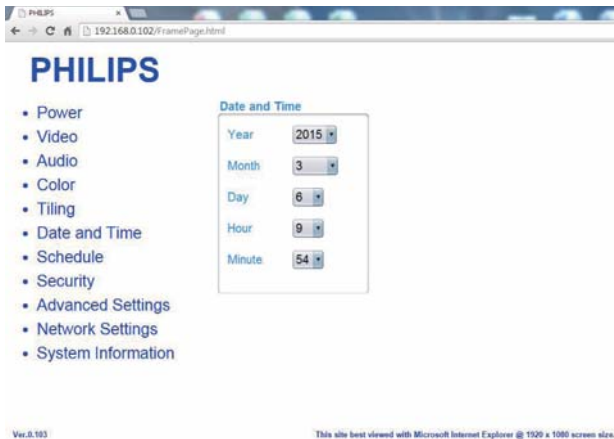 PHILIPS
192.168.0.102/FramePage.html
PHILIPS
• Power
• Video
• Audio
• Color
• Tiling
• Date and Time
• Schedule
• Security
• Advanced Settings
• Network Settings
• System Information
Date and Time
Year 2015
Month 3
Day 6
Hour 9
Minute 54
Ver.0.103
This site best viewed with Microsoft Internet Explorer @ 1920 x 1080 screen size